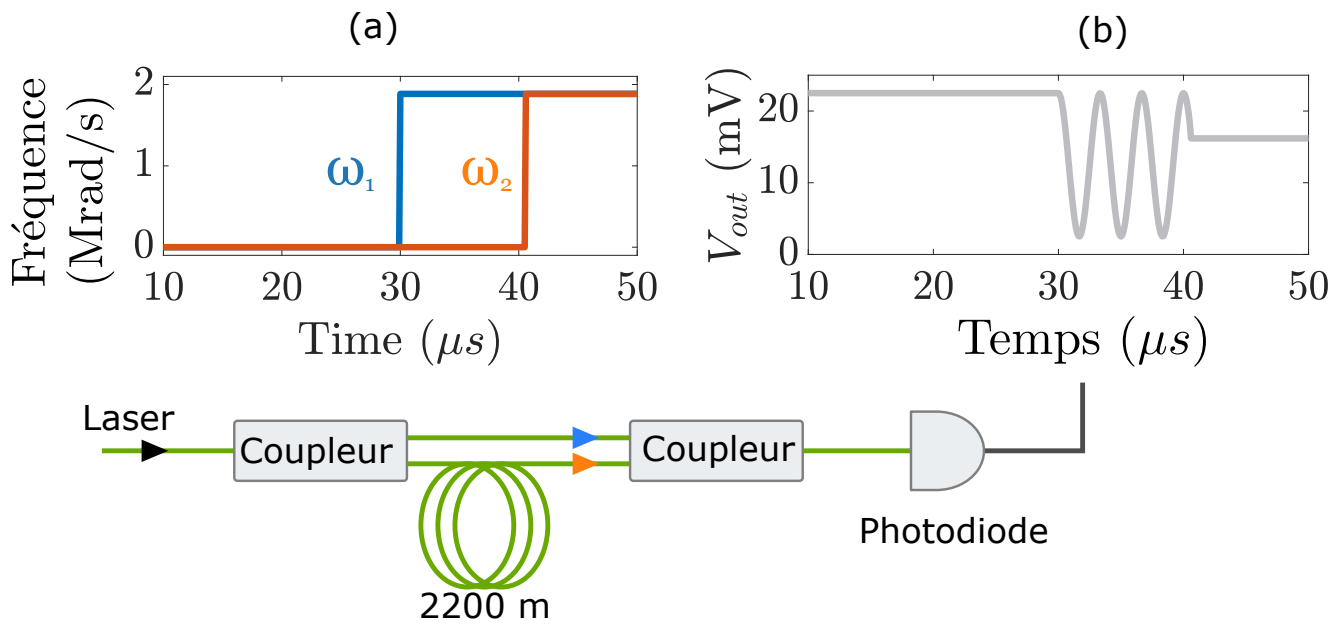 (a)
(b)
Fréquence
(Mrad/s)
2
1
0
ω₁
ω₂
10 20 30 40 50
Time (μs)
V_out (mV)
20
10
0
10 20 30 40 50
Temps (μs)
Laser
Coupleur
Coupleur
Photodiode
2200 m